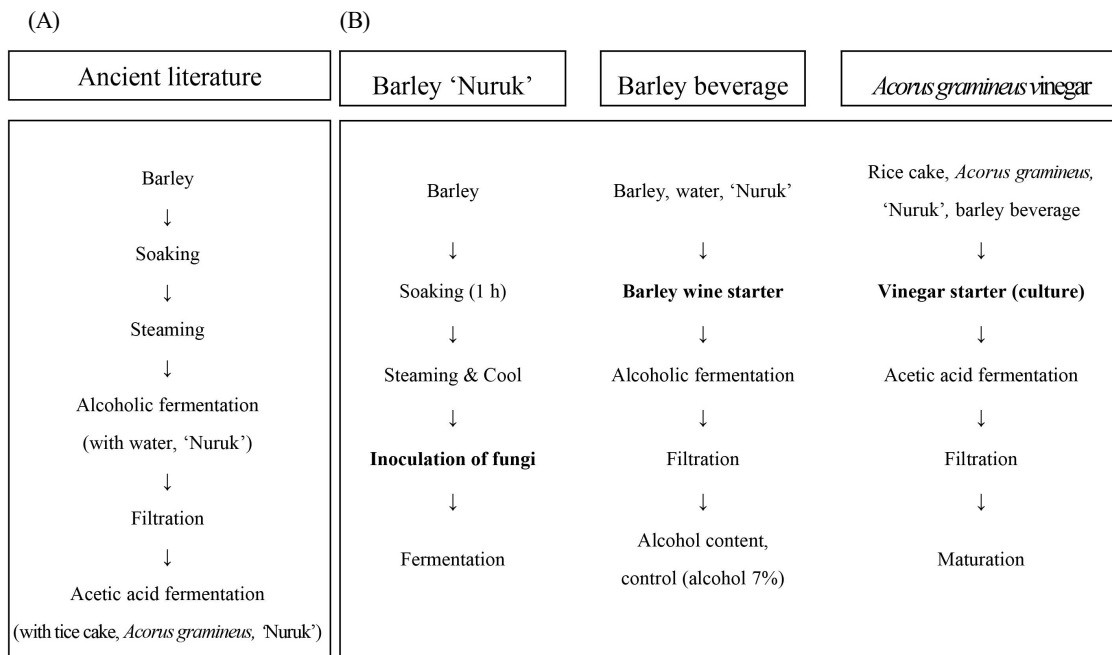 (A)
Ancient literature
Barley
↓
Soaking
↓
Steaming
↓
Alcoholic fermentation
(with water, ‘Nuruk’)
↓
Filtration
↓
Acetic acid fermentation
(with tice cake, Acorus gramineus, ‘Nuruk’)
(B)
Barley ‘Nuruk’
Barley
↓
Soaking (1 h)
↓
Steaming & Cool
↓
Inoculation of fungi
↓
Fermentation
Barley beverage
Barley, water, ‘Nuruk’
↓
Barley wine starter
↓
Alcoholic fermentation
↓
Filtration
↓
Alcohol content,
control (alcohol 7%)
Acorus gramineus vinegar
Rice cake, Acorus gramineus,
‘Nuruk’, barley beverage
↓
Vinegar starter (culture)
↓
Acetic acid fermentation
↓
Filtration
↓
Maturation